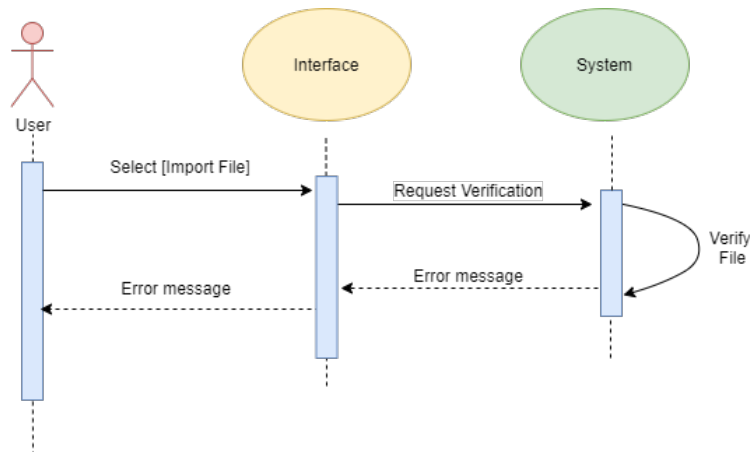 Interface
System
User
Select [Import File]
Request Verification
Verify
File
Error message
Error message